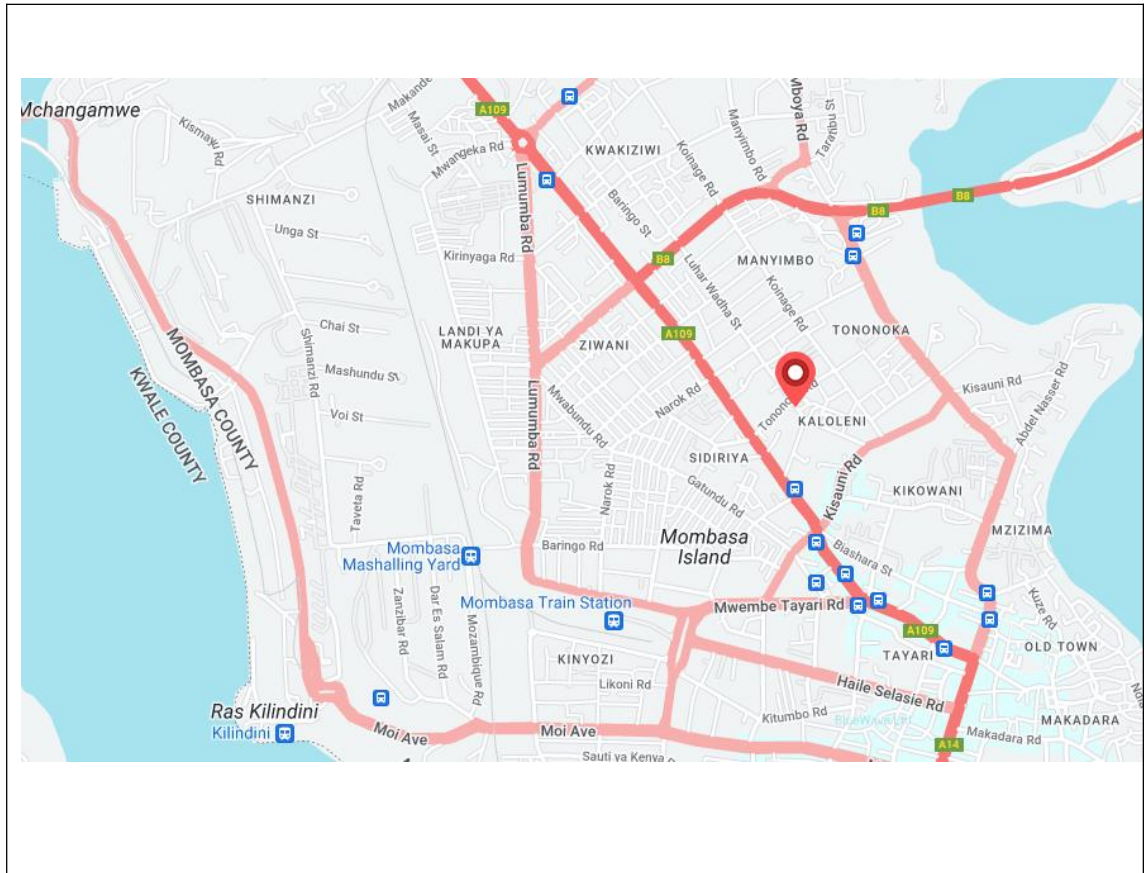 Mchangamwe
Kismayu Rd
Makande
Masai St
Mwangeka Rd
A109
KWAKIZIWI
Koinage Rd
Manyimbo Rd
Mboya Rd
Taratibu St
SHIMANZI
Unga St
Lumumba Rd
Baringo St
B8
B8
Kirinyaga Rd
B8
MANYIMBO
Luhar Wadha St
Koinage Rd
Chai St
LANDI YA
MAKUPA
ZIWANI
A109
TONONOKA
MOMBASA COUNTY
KWALE COUNTY
Shimanzi Rd
Mashundu St
Mwabundu Rd
Narok Rd
Kisauni Rd
Abdel Nasser Rd
Voi St
Lumumba Rd
KALOLENI
SIDIRIYA
Taveta Rd
Narok Rd
Gatundu Rd
Kisauni Rd
KIKOWANI
Mombasa
Island
MZIZIMA
Mombasa
Mashalling Yard
Baringo Rd
Biashara St
Zanzibar Rd
Dar Es Salam Rd
Mozambique
Mombasa Train Station
Mwembe Tayari Rd
Kuze Rd
A109
KINYOZI
TAYARI
OLD TOWN
Likoni Rd
Haile Selasie Rd
Ras Kilindini
Kilindini
Moi Ave
Moi Ave
Kitumbo Rd
MAKADARA
Makadara Rd
A14
Sauti ya Kenya